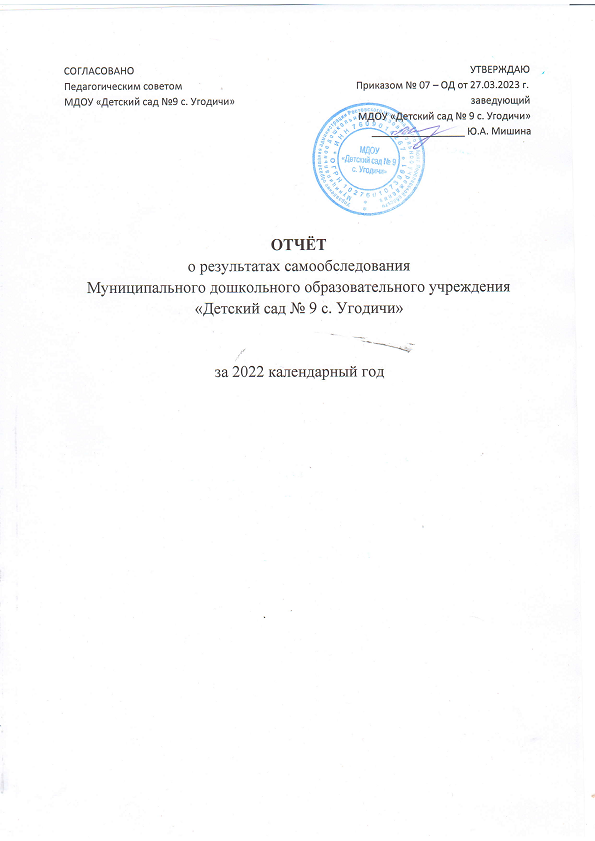 СОГЛАСОВАНО
Педагогическим советом
МДОУ «Детский сад №9 с. Угодичи»
УТВЕРЖДАЮ
Приказом № 07 – ОД от 27.03.2023 г.
заведующий
МДОУ «Детский сад № 9 с. Угодичи»
Ю.А. Мишина
МДОУ
«Детский сад № 9
с. Угодичи»
ОТЧЁТ
о результатах самообследования
Муниципального дошкольного образовательного учреждения
«Детский сад № 9 с. Угодичи»
за 2022 календарный год